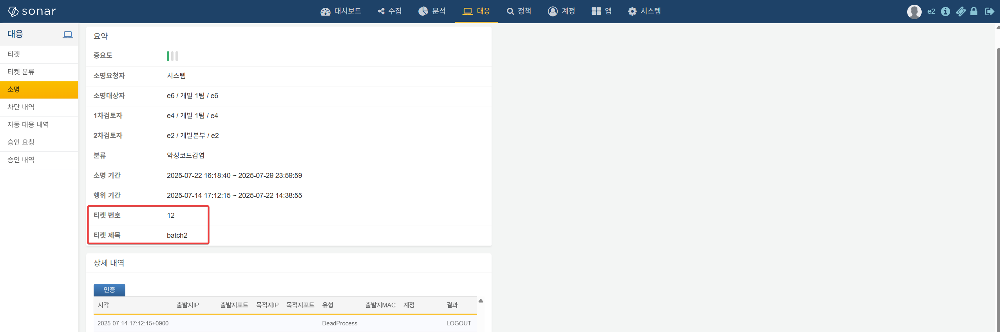 sonar
대시보드 수집 분석 대응 정책 계정 앱 시스템 e2
대응
티켓
티켓 분류
소명
차단 내역
자동 대응 내역
승인 요청
승인 내역
요약
중요도
소명요청자 시스템
소명대상자 e6 / 개발 1팀 / e6
1차검토자 e4 / 개발 1팀 / e4
2차검토자 e2 / 개발본부 / e2
분류 악성코드감염
소명 기간 2025-07-22 16:18:40 ~ 2025-07-29 23:59:59
행위 기간 2025-07-14 17:12:15 ~ 2025-07-22 14:38:55
티켓 번호 12
티켓 제목 batch2
상세 내역
인증
시각 출발지IP 출발지포트 목적지IP 목적지포트 유형 출발지MAC 계정 결과
2025-07-14 17:12:15+0900 DeadProcess LOGOUT